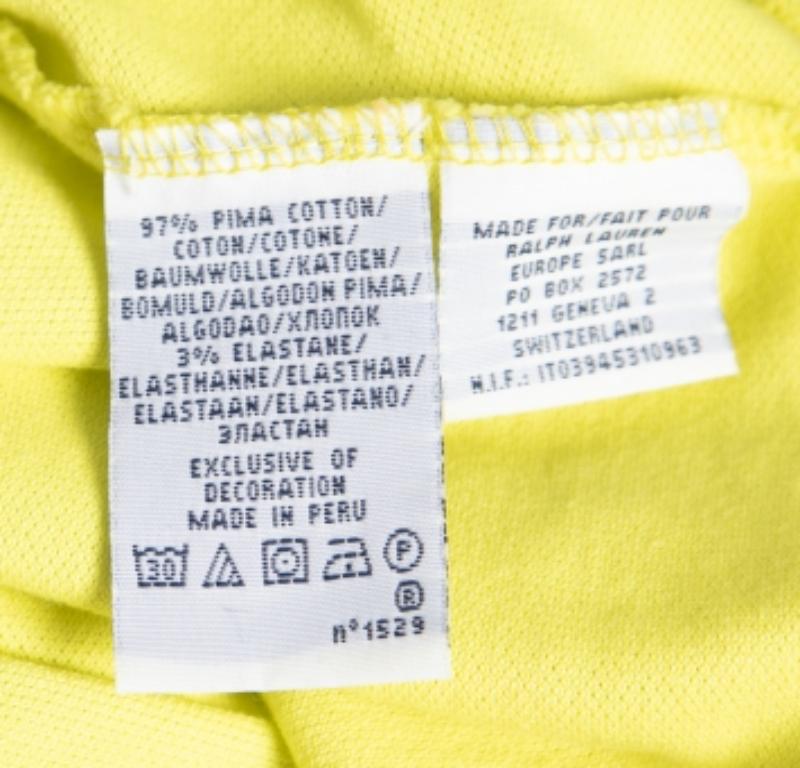 97% PIMA COTTON/
COTON/COTONE/
BAUMWOLLE/KATOEN/
BOMULD/ALGODON PIMA/
ALGODAO/ХЛОПОК
3% ELASTANE/
ELASTHANNE/ELASTHAN/
ELASTAAN/ELASTANO/
ЭЛАСТАН
EXCLUSIVE OF
DECORATION
MADE IN PERU
30 P
®
n°1529
MADE FOR/FAIT POUR
RALPH LAUREN
EUROPE SARL
PO BOX 2572
1211 GENEVA 2
SWITZERLAND
N.I.F.: IT03945310963